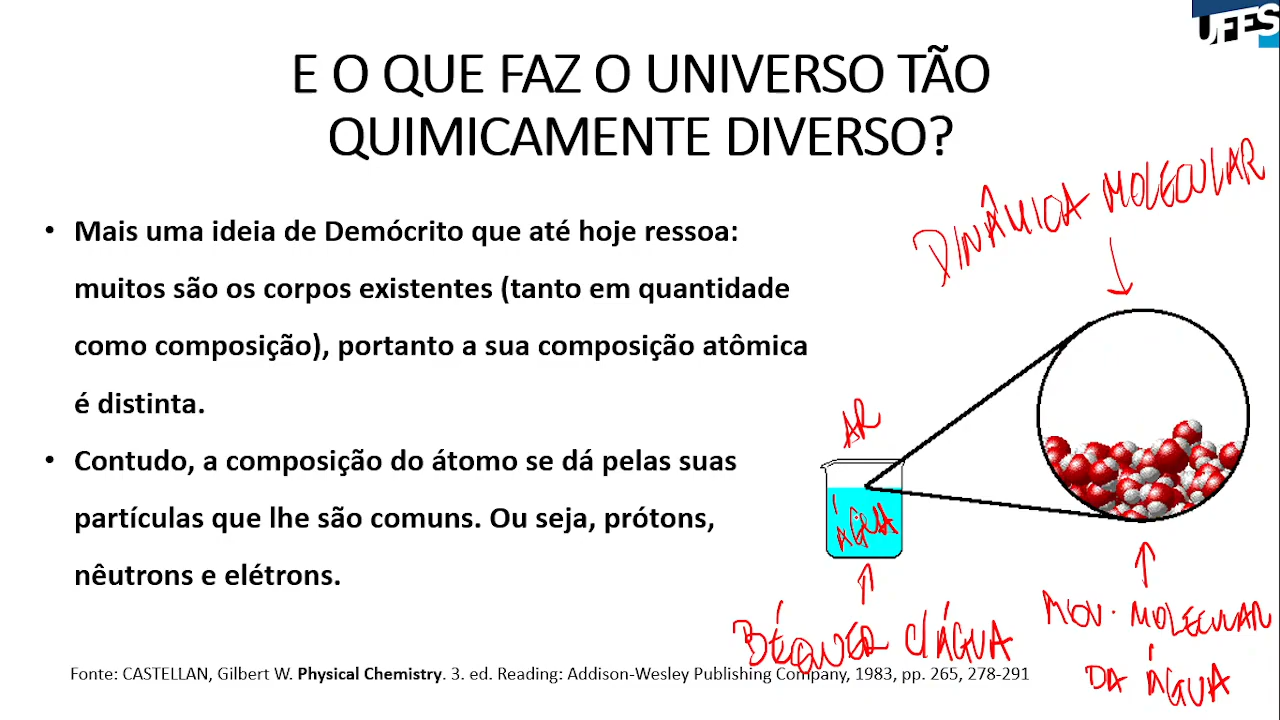 UFES
E O QUE FAZ O UNIVERSO TÃO
QUIMICAMENTE DIVERSO?
• Mais uma ideia de Demócrito que até hoje ressoa:
muitos são os corpos existentes (tanto em quantidade
como composição), portanto a sua composição atômica
é distinta.
• Contudo, a composição do átomo se dá pelas suas
partículas que lhe são comuns. Ou seja, prótons,
nêutrons e elétrons.
DINÂMICA MOLECULAR
AR
ÁGUA
BÉQUER C/ ÁGUA
MOV. MOLECULAR
DA ÁGUA
Fonte: CASTELLAN, Gilbert W. Physical Chemistry. 3. ed. Reading: Addison-Wesley Publishing Company, 1983, pp. 265, 278-291